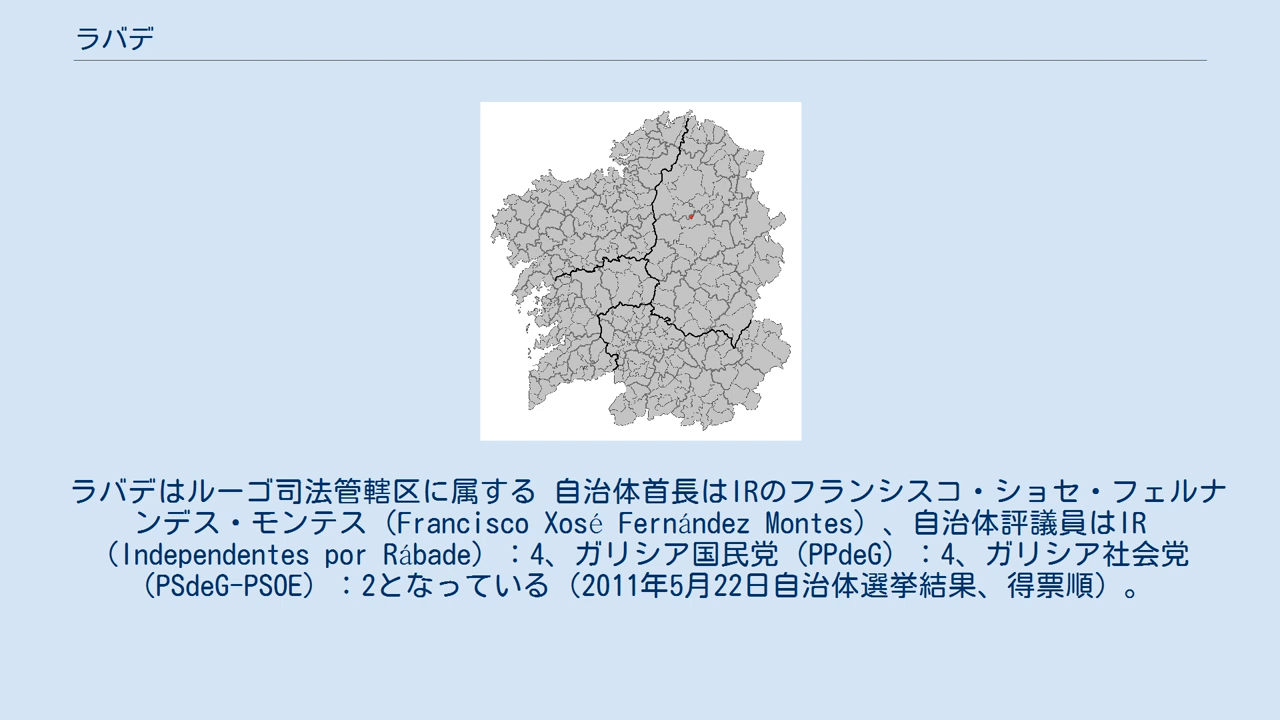 ラバデ
ラバデはルーゴ司法管轄区に属する 自治体首長はIRのフランシスコ・ショセ・フェルナ
ンデス・モンテス（Francisco Xosé Fernández Montes）、自治体評議員はIR
（Independentes por Rábade）：4、ガリシア国民党（PPdeG）：4、ガリシア社会党
（PSdeG-PSOE）：2となっている（2011年5月22日自治体選挙結果、得票順）。